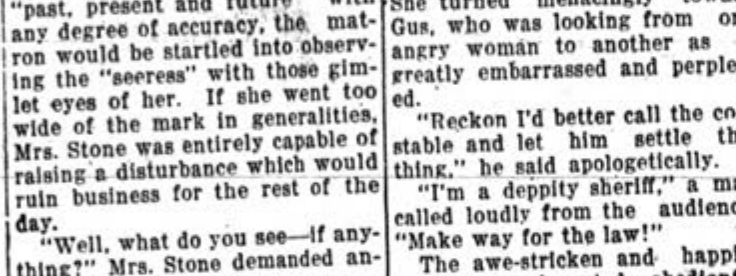 "past, present and future" with
any degree of accuracy, the mat-
ron would be startled into observ-
ing the "seeress" with those gim-
let eyes of her. If she went too
wide of the mark in generalities,
Mrs. Stone was entirely capable of
raising a disturbance which would
ruin business for the rest of the
day.
"Well, what do you see—if any-
thing?" Mrs. Stone demanded an-
She turned menacingly
Gus, who was looking from
angry woman to another as
greatly embarrassed and perple
ed.
"Reckon I'd better call the co
stable and let him settle th
thing," he said apologetically.
"I'm a deppity sheriff," a ma
called loudly from the audienc
"Make way for the law!"
The awe-stricken and happi